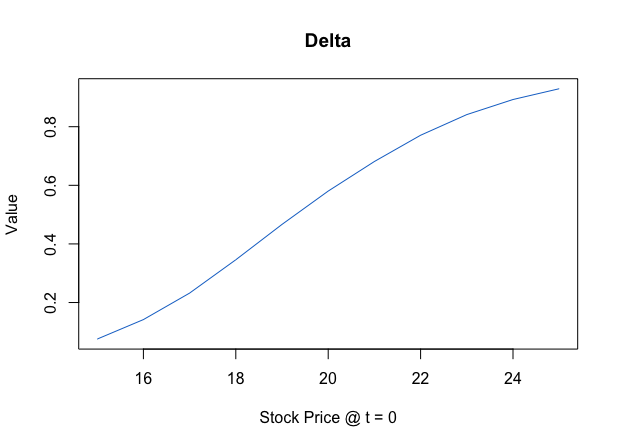 Delta
Value
0.8
0.6
0.4
0.2
16 18 20 22 24
Stock Price @ t = 0